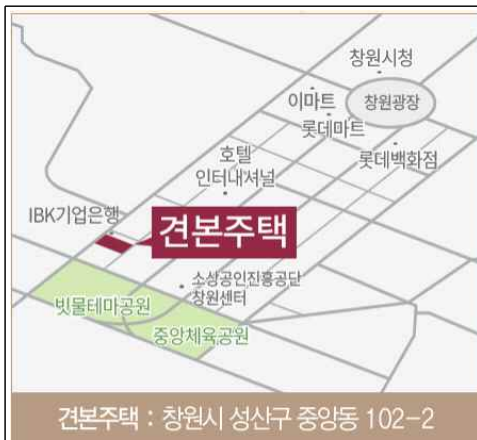 창원시청
이마트
창원광장
롯데마트
롯데백화점
호텔
인터내셔널
IBK기업은행
견본주택
소상공인진흥공단
창원센터
빗물테마공원
중앙체육공원
견본주택 : 창원시 성산구 중앙동 102-2